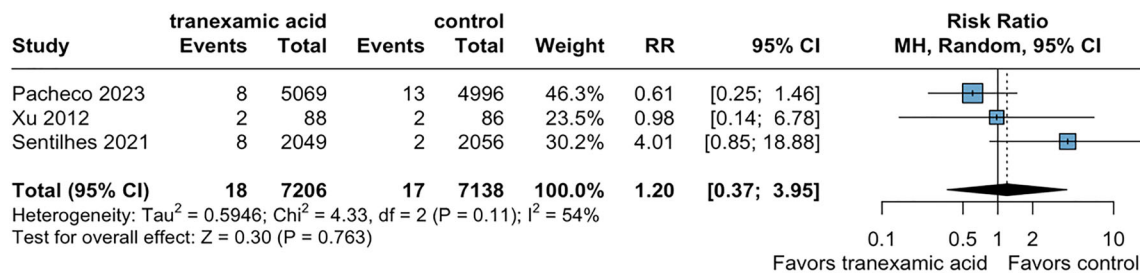 tranexamic acid control Risk Ratio
Study Events Total Events Total Weight RR 95% CI MH, Random, 95% CI
Pacheco 2023 8 5069 13 4996 46.3% 0.61 [0.25; 1.46]
Xu 2012 2 88 2 86 23.5% 0.98 [0.14; 6.78]
Sentilhes 2021 8 2049 2 2056 30.2% 4.01 [0.85; 18.88]
Total (95% CI) 18 7206 17 7138 100.0% 1.20 [0.37; 3.95]
Heterogeneity: Tau² = 0.5946; Chi² = 4.33, df = 2 (P = 0.11); I² = 54%
Test for overall effect: Z = 0.30 (P = 0.763)
0.1 0.5 1 2 10
Favors tranexamic acid Favors control